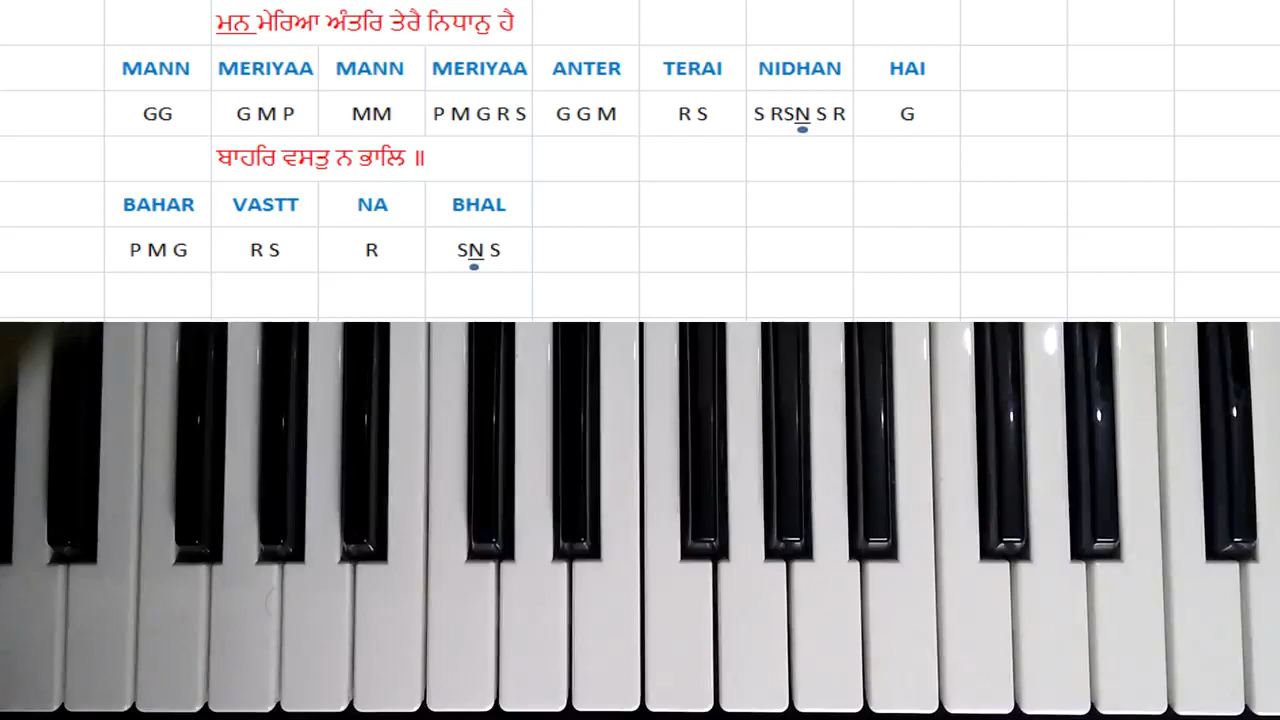 ਮਨ ਮੇਰਿਆ ਅੰਤਰਿ ਤੇਰੈ ਨਿਧਾਨੁ ਹੈ
MANN MERIYAA MANN MERIYAA ANTER TERAI NIDHAN HAI
GG G M P MM P M G R S G G M R S S RSN̲̣ S R G
ਬਾਹਰਿ ਵਸਤੁ ਨ ਭਾਲਿ ॥
BAHAR VASTT NA BHAL
P M G R S R SN̲̣ S